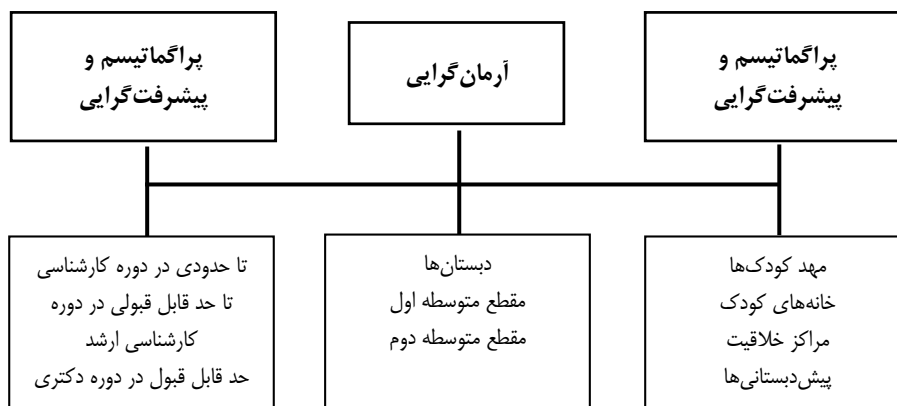 پراگماتیسم و
پیشرفت‌گرایی
آرمان‌گرایی
پراگماتیسم و
پیشرفت‌گرایی
مهد کودک‌ها
خانه‌های کودک
مراکز خلاقیت
پیش‌دبستانی‌ها
دبستان‌ها
مقطع متوسطه اول
مقطع متوسطه دوم
تا حدودی در دوره کارشناسی
تا حد قابل قبولی در دوره
کارشناسی ارشد
حد قابل قبول در دوره دکتری